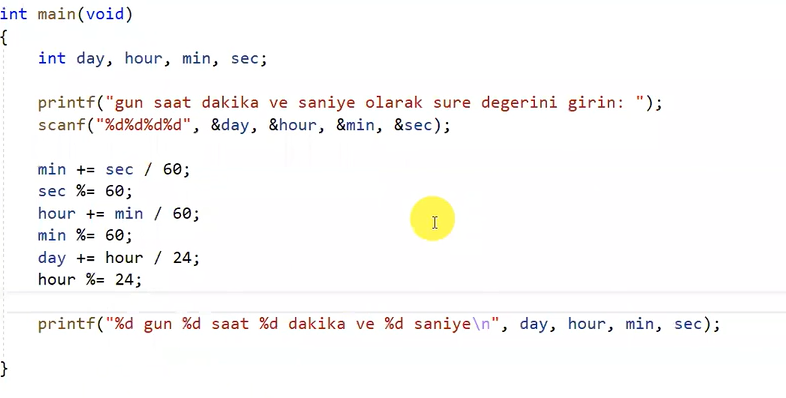 int main(void)
{
int day, hour, min, sec;
printf("gun saat dakika ve saniye olarak sure degerini girin: ");
scanf("%d%d%d%d", &day, &hour, &min, &sec);
min += sec / 60;
sec %= 60;
hour += min / 60;
min %= 60;
day += hour / 24;
hour %= 24;
printf("%d gun %d saat %d dakika ve %d saniye\n", day, hour, min, sec);
}